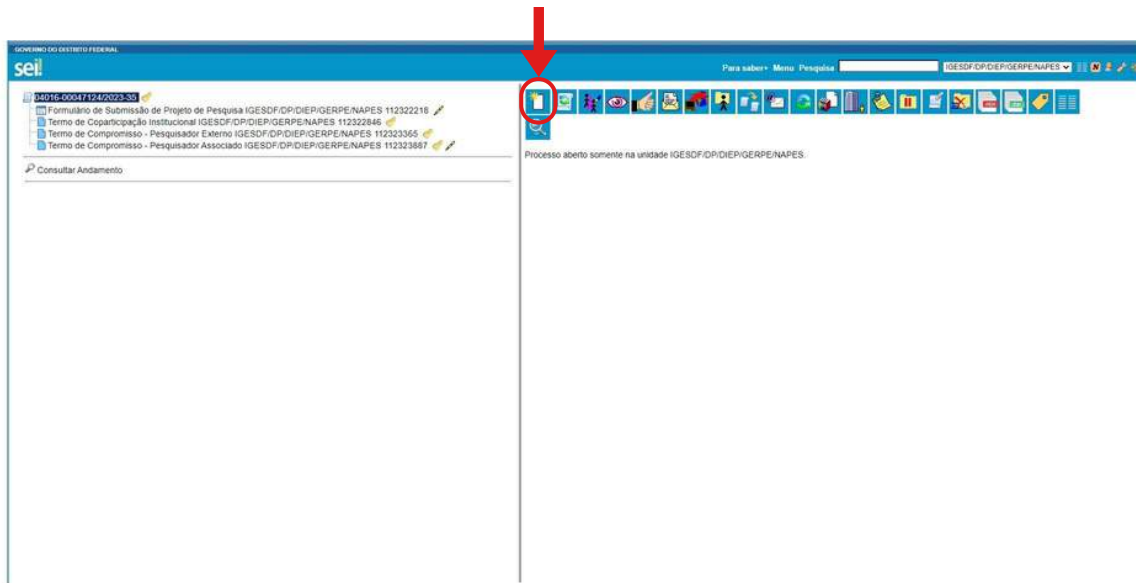 GOVERNO DO DISTRITO FEDERAL
sei!
Para saber+ Menu Pesquisa
IGESDF/DP/DIEP/GERPE/NAPES
04016-00047124/2023-35
Formulário de Submissão de Projeto de Pesquisa IGESDF/DP/DIEP/GERPE/NAPES 112322218
Termo de Coparticipação Institucional IGESDF/DP/DIEP/GERPE/NAPES 112322846
Termo de Compromisso - Pesquisador Externo IGESDF/DP/DIEP/GERPE/NAPES 112323365
Termo de Compromisso - Pesquisador Associado IGESDF/DP/DIEP/GERPE/NAPES 112323887
Consultar Andamento
Processo aberto somente na unidade IGESDF/DP/DIEP/GERPE/NAPES.